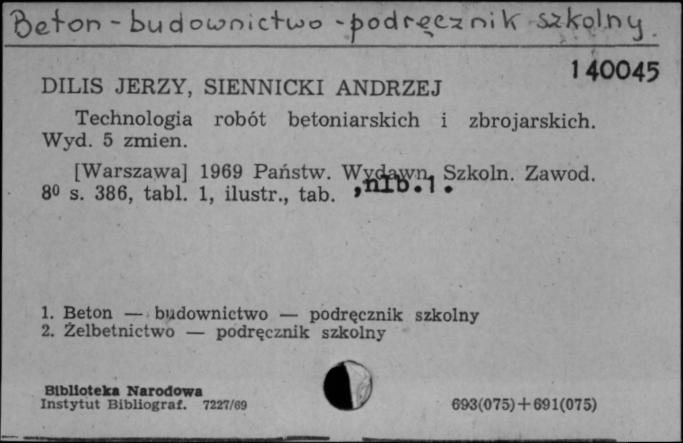 Beton - budownictwo - podręcznik szkolny.
140045
DILIS JERZY, SIENNICKI ANDRZEJ
Technologia robót betoniarskich i zbrojarskich.
Wyd. 5 zmien.
[Warszawa] 1969 Państw. Wydawn. Szkoln. Zawod.
8⁰ s. 386, tabl. 1, ilustr., tab. , nlb. 1.
1. Beton — budownictwo — podręcznik szkolny
2. Żelbetnictwo — podręcznik szkolny
Biblioteka Narodowa
Instytut Bibliograf. 7227/69
693(075)+691(075)